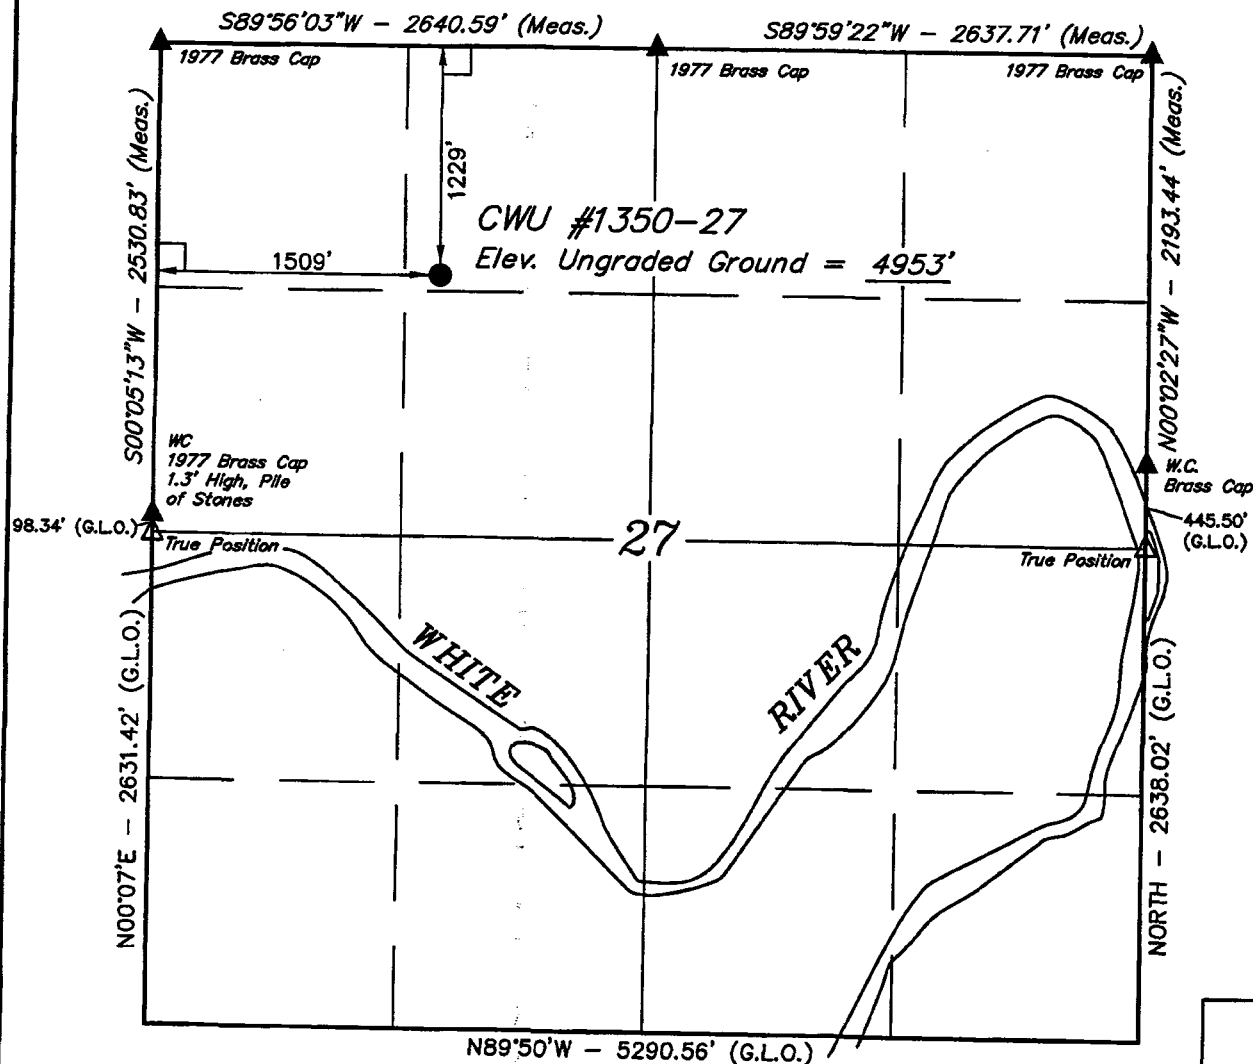 S89°56'03"W - 2640.59' (Meas.)
S89°59'22"W - 2637.71' (Meas.)
1977 Brass Cap
1977 Brass Cap
1977 Brass Cap
S00°05'13"W - 2530.83' (Meas.)
N00°02'27"W - 2193.44' (Meas.)
1229'
CWU #1350-27
Elev. Ungraded Ground = 4953'
1509'
WC
1977 Brass Cap
1.3' High, Pile
of Stones
W.C.
Brass Cap
98.34' (G.L.O.)
True Position
27
445.50'
(G.L.O.)
True Position
WHITE
RIVER
N00°07'E - 2631.42' (G.L.O.)
NORTH - 2638.02' (G.L.O.)
N89°50'W - 5290.56' (G.L.O.)